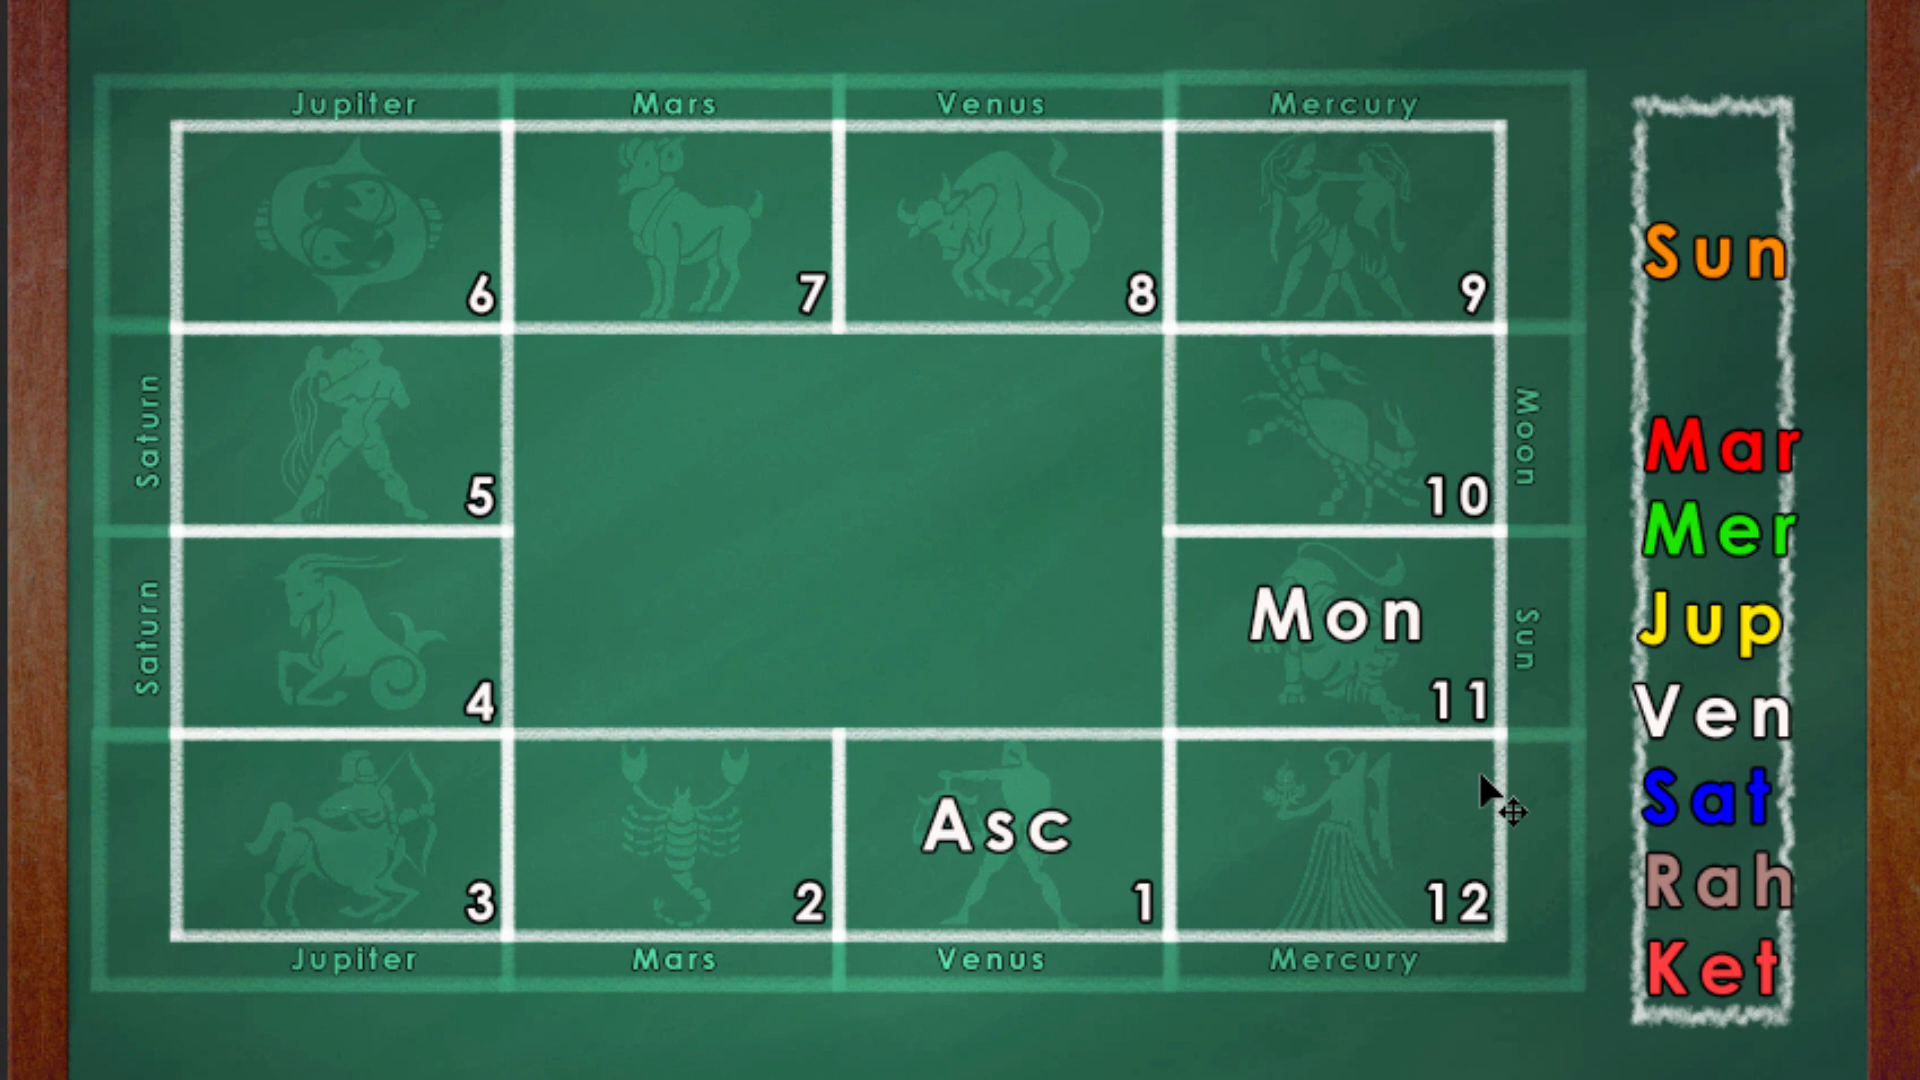 Jupiter Mars Venus Mercury
6 7 8 9
Saturn 5 10 Moon
Saturn 4 Mon 11 Sun
3 2 Asc 1 12
Jupiter Mars Venus Mercury
Sun
Mar
Mer
Jup
Ven
Sat
Rah
Ket